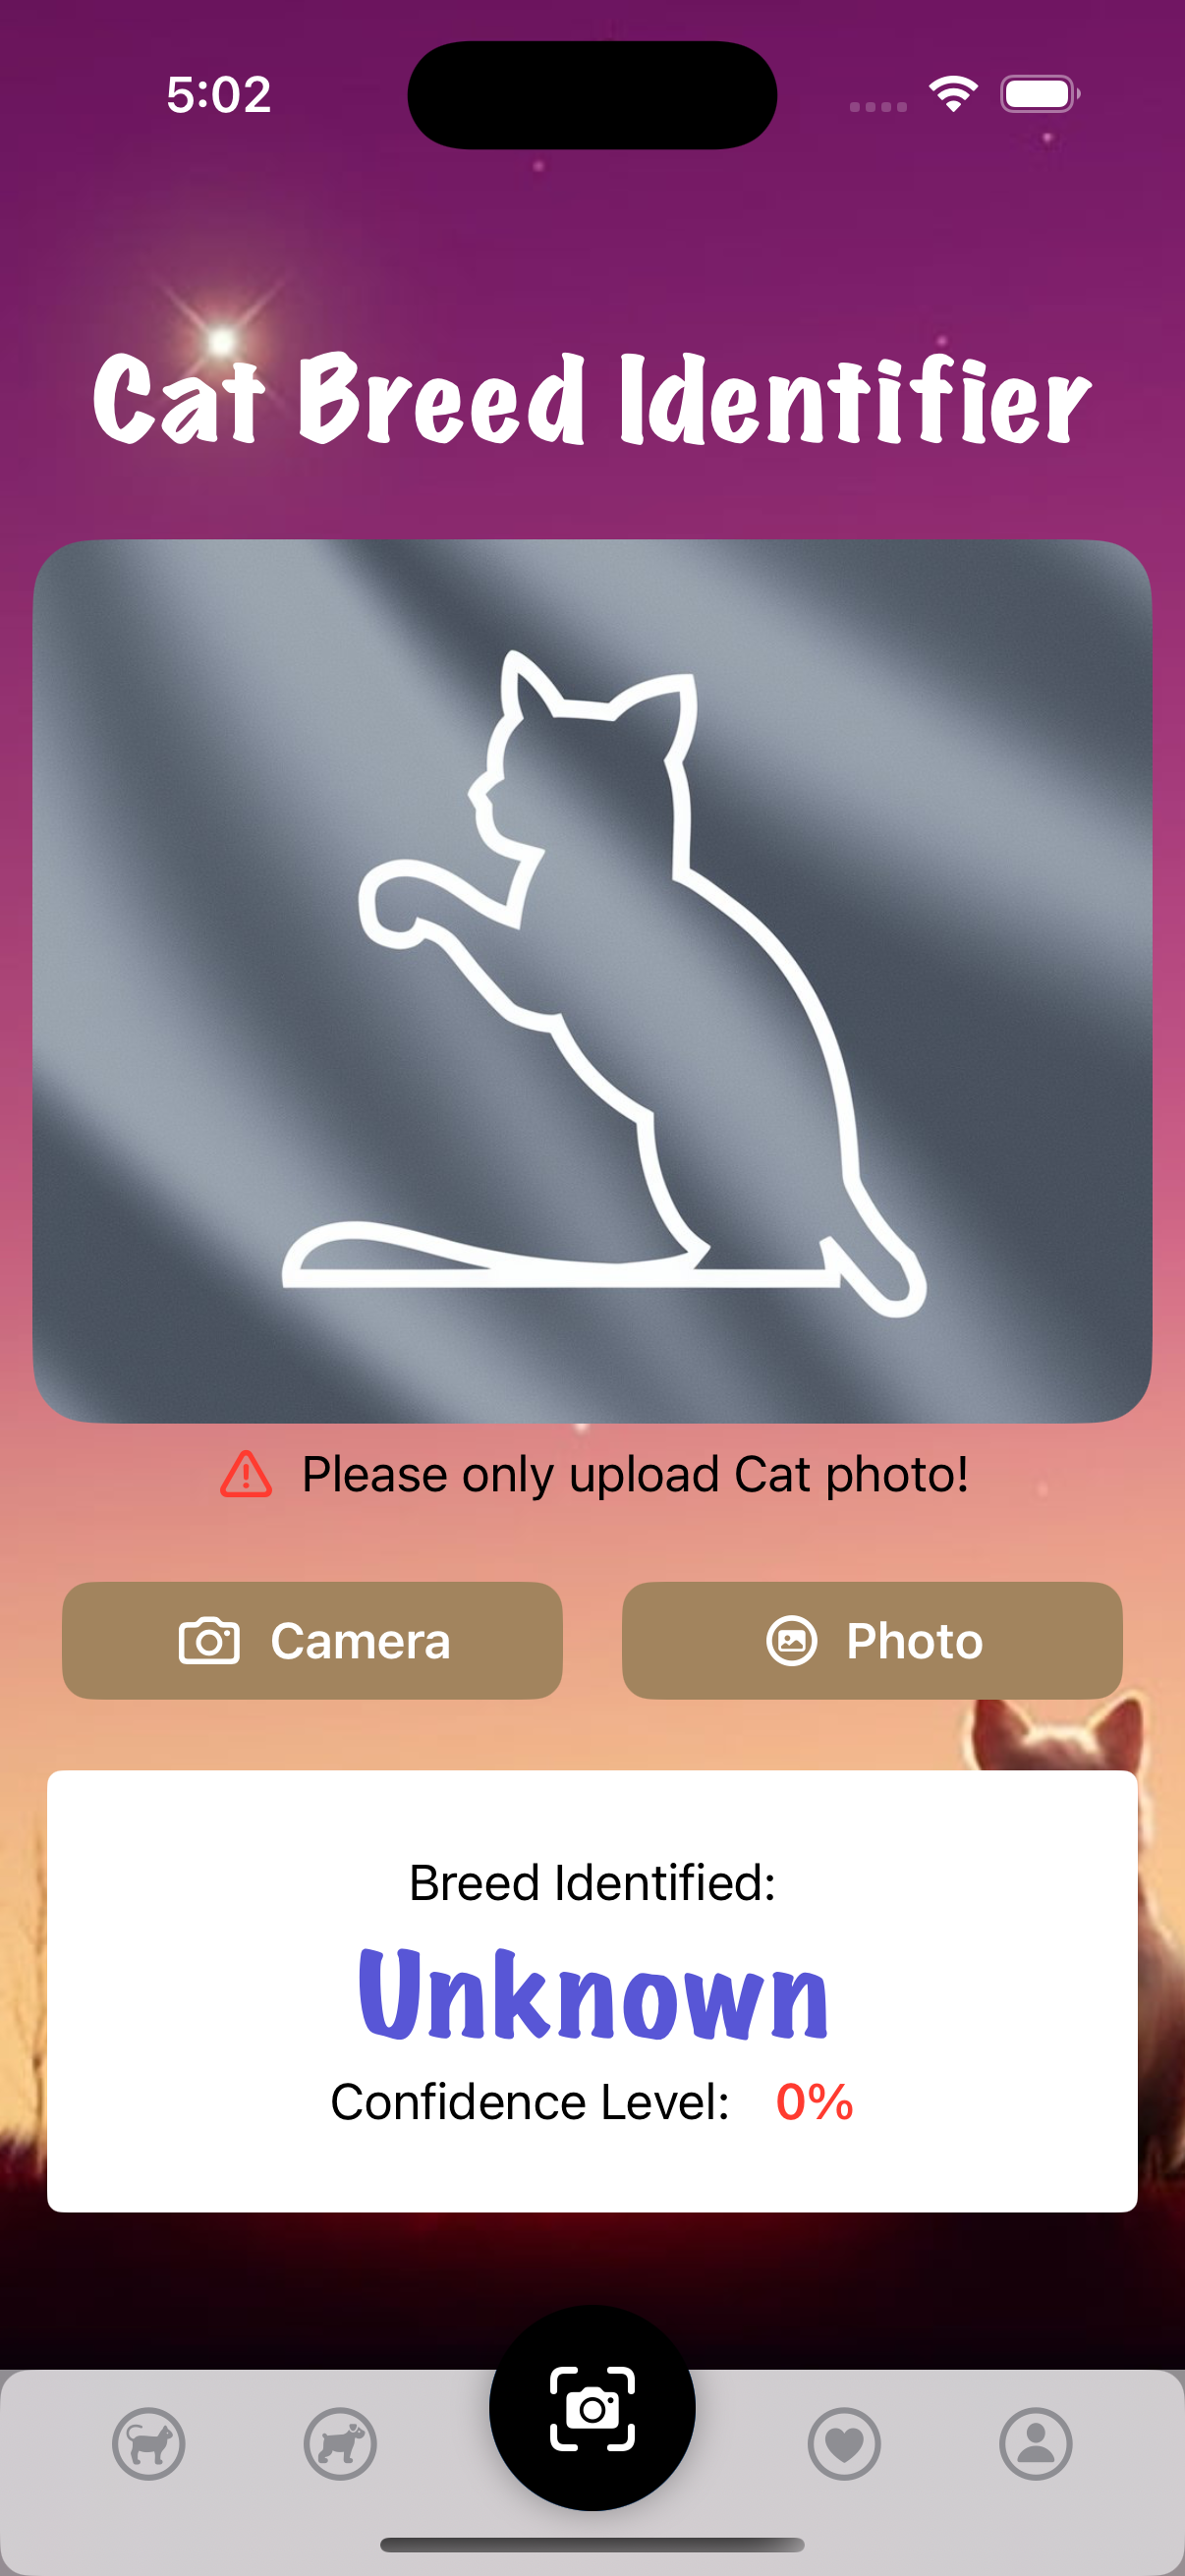 5:02
Cat Breed Identifier
Please only upload Cat photo!
Camera
Photo
Breed Identified:
Unknown
Confidence Level: 0%